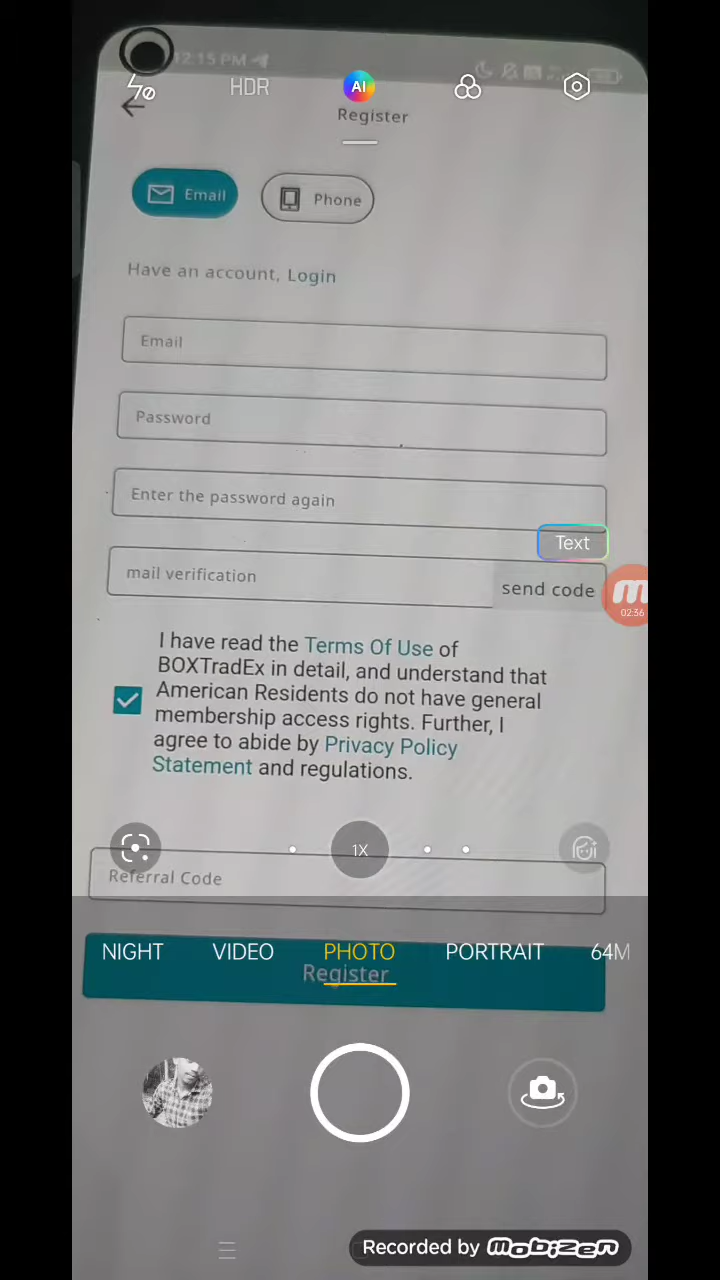 12:15 PM
HDR
AI
Register
Email
Phone
Have an account, Login
Email
Password
Enter the password again
Text
mail verification
send code
02:36
I have read the Terms Of Use of
BOXTradEx in detail, and understand that
American Residents do not have general
membership access rights. Further, I
agree to abide by Privacy Policy
Statement and regulations.
1X
Referral Code
NIGHT
VIDEO
PHOTO
PORTRAIT
64M
Register
Recorded by mobizen